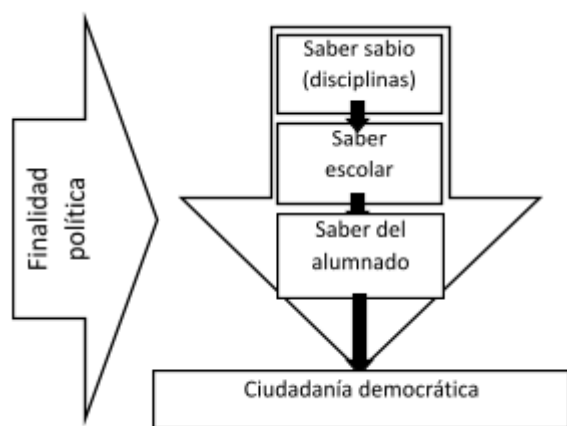 Finalidad
política
Saber sabio
(disciplinas)
Saber
escolar
Saber del
alumnado
Ciudadanía democrática